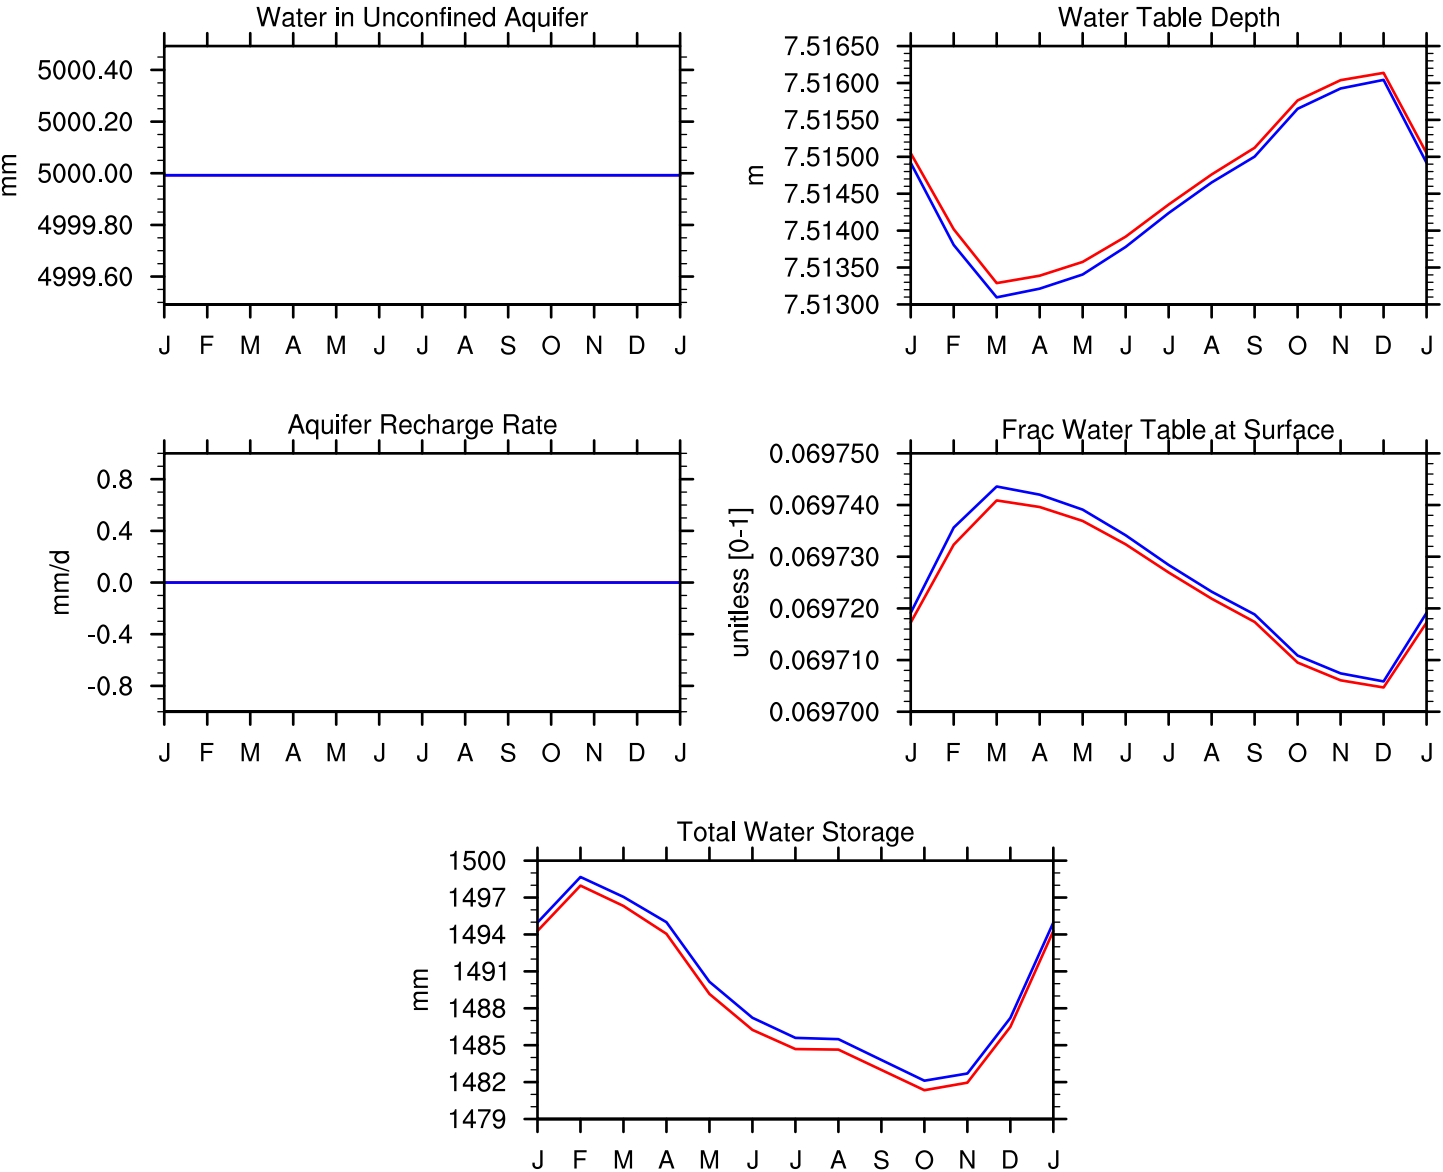 Water in Unconfined Aquifer
5000.40
5000.20
5000.00
4999.80
4999.60
mm
J F M A M J J A S O N D J
Water Table Depth
7.51650
7.51600
7.51550
7.51500
7.51450
7.51400
7.51350
7.51300
m
J F M A M J J A S O N D J
Aquifer Recharge Rate
0.8
0.4
0.0
-0.4
-0.8
mm/d
J F M A M J J A S O N D J
Frac Water Table at Surface
0.069750
0.069740
0.069730
0.069720
0.069710
0.069700
unitless [0-1]
J F M A M J J A S O N D J
Total Water Storage
1500
1497
1494
1491
1488
1485
1482
1479
mm
J F M A M J J A S O N D J